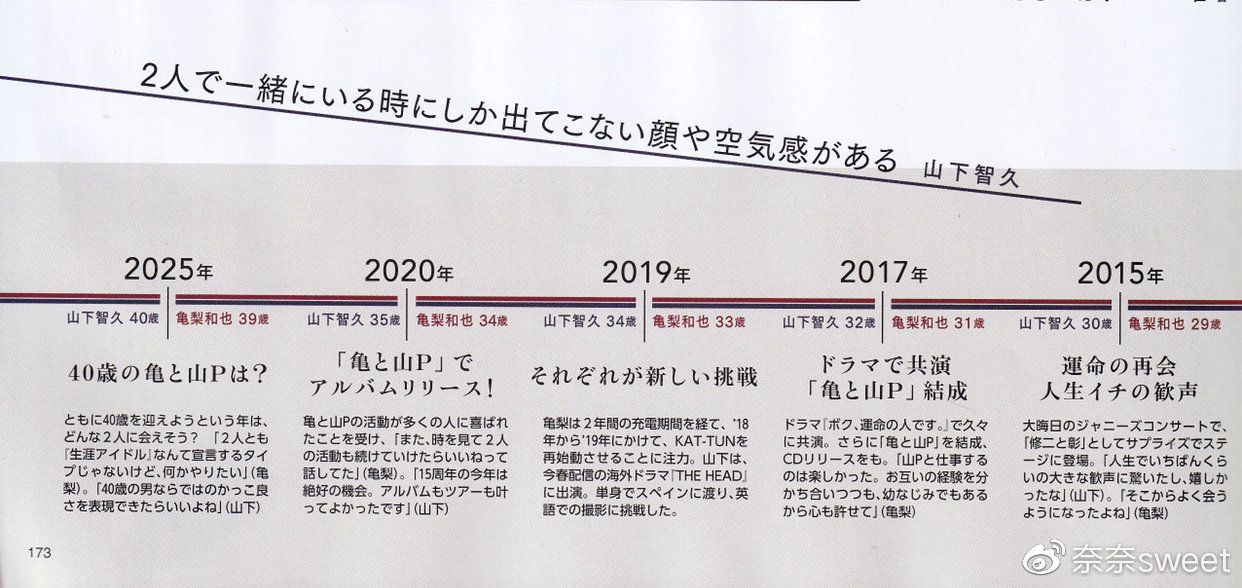 2人で一緒にいる時にしか出てこない顔や空気感がある 山下智久
2025年
山下智久 40歳 亀梨和也 39歳
40歳の亀と山Pは？
ともに40歳を迎えようという年は、
どんな2人に会えそう？ 「2人とも
『生涯アイドル』なんて宣言するタイ
プじゃないけど、何かやりたい」（亀
梨）。「40歳の男ならではのかっこ良
さを表現できたらいいよね」（山下）
2020年
山下智久 35歳 亀梨和也 34歳
「亀と山P」で
アルバムリリース！
亀と山Pの活動が多くの人に喜ばれ
たことを受け、「また、時を見て2人
の活動も続けていけたらいいねって
話してた」（亀梨）。「15周年の今年は
絶好の機会。アルバムもツアーも叶
ってよかったです」（山下）
2019年
山下智久 34歳 亀梨和也 33歳
それぞれが新しい挑戦
亀梨は2年間の充電期間を経て、'18
年から'19年にかけて、KAT-TUNを
再始動させることに注力。山下は、
今春配信の海外ドラマ『THE HEAD』
に出演。単身でスペインに渡り、英
語での撮影に挑戦した。
2017年
山下智久 32歳 亀梨和也 31歳
ドラマで共演
「亀と山P」結成
ドラマ『ボク、運命の人です。』で久々
に共演。さらに「亀と山P」を結成、
CDリリースをも。「山Pと仕事する
のは楽しかった。お互いの経験を分
かち合いつつも、幼なじみでもある
から心も許せて」（亀梨）
2015年
山下智久 30歳 亀梨和也 29歳
運命の再会
人生イチの歓声
大晦日のジャニーズコンサートで、
「修二と彰」としてサプライズでステ
ージに登場。「人生でいちばんくら
いの大きな歓声に驚いたし、嬉しか
ったな」（山下）。「そこからよく会う
ようになったよね」（亀梨）
173
奈奈sweet